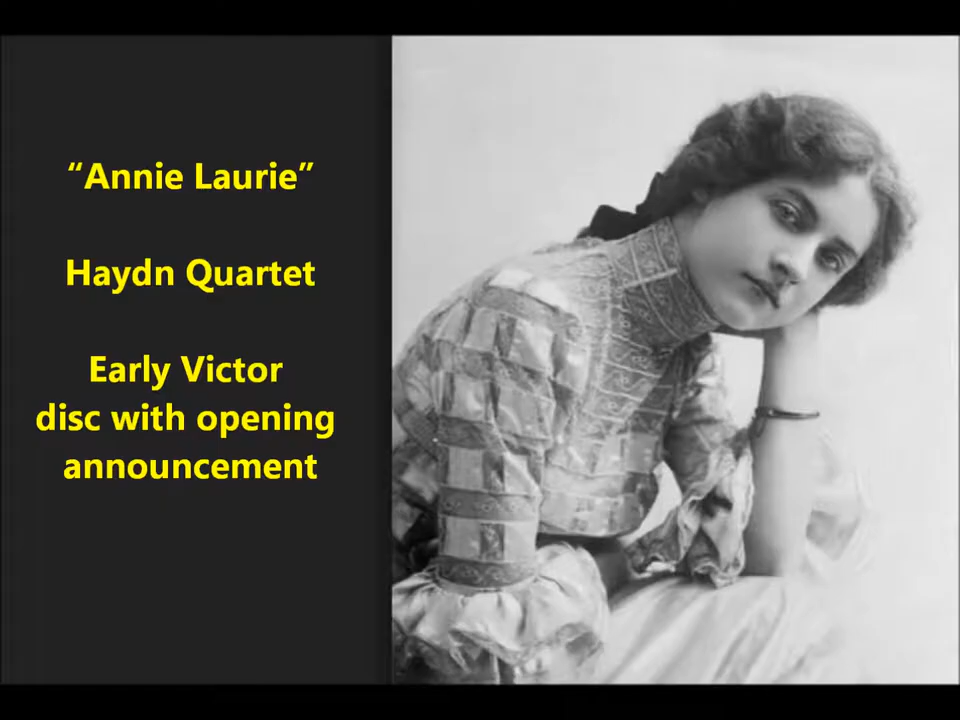 “Annie Laurie”
Haydn Quartet
Early Victor
disc with opening
announcement